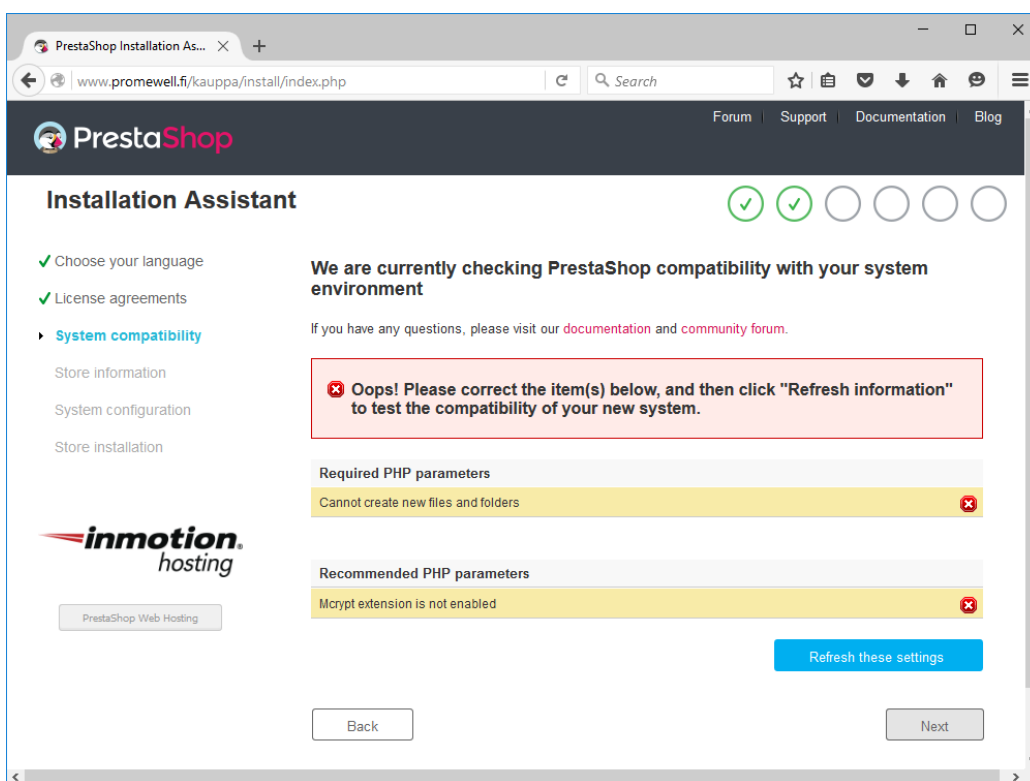 PrestaShop Installation As...
www.promewell.fi/kauppa/install/index.php
Search
Forum Support Documentation Blog
PrestaShop
Installation Assistant
Choose your language
License agreements
System compatibility
Store information
System configuration
Store installation
inmotion.
hosting
PrestaShop Web Hosting
We are currently checking PrestaShop compatibility with your system
environment
If you have any questions, please visit our documentation and community forum.
Oops! Please correct the item(s) below, and then click "Refresh information"
to test the compatibility of your new system.
Required PHP parameters
Cannot create new files and folders
Recommended PHP parameters
Mcrypt extension is not enabled
Refresh these settings
Back
Next